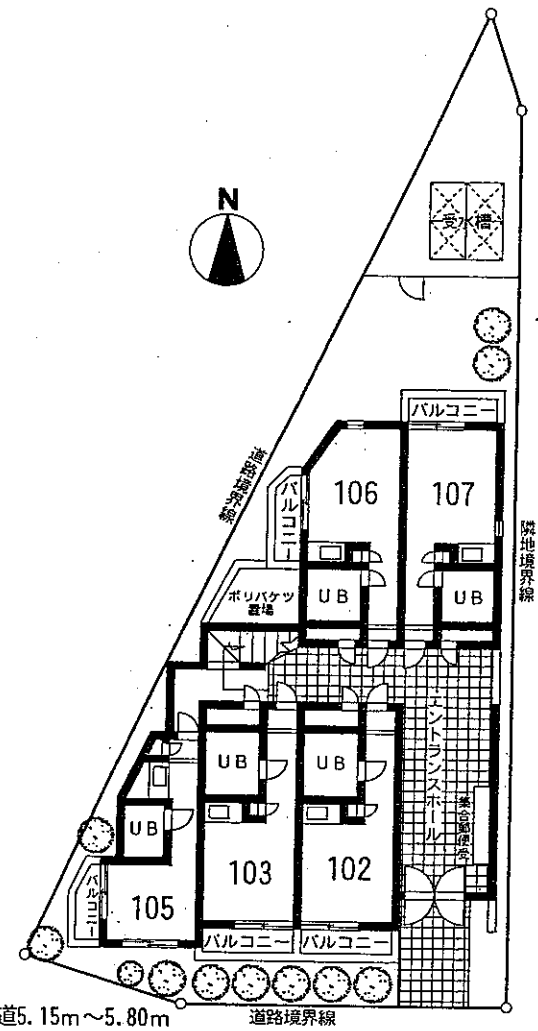 N
受水槽
バルコニー
道路境界線
バルコニー
106
107
隣地境界線
ポリバケツ
置場
UB
UB
エントランスホール
UB
UB
集合郵便受
UB
バルコニー
105
103
102
バルコニー
バルコニー
道5.15m～5.80m
道路境界線